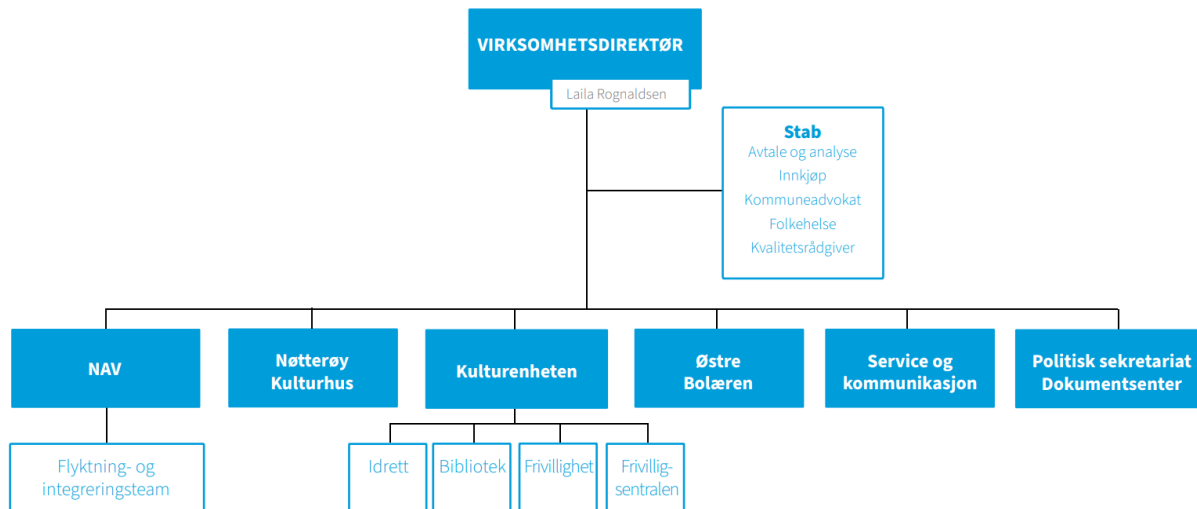 VIRKSOMHETSDIREKTØR
Laila Rognaldsen
Stab
Avtale og analyse
Innkjøp
Kommuneadvokat
Folkehelse
Kvalitetsrådgiver
NAV
Nøtterøy
Kulturhus
Kulturenheten
Østre
Bolæren
Service og
kommunikasjon
Politisk sekretariat
Dokumentsenter
Flyktning- og
integreringsteam
Idrett
Bibliotek
Frivillighet
Frivillig-
sentralen